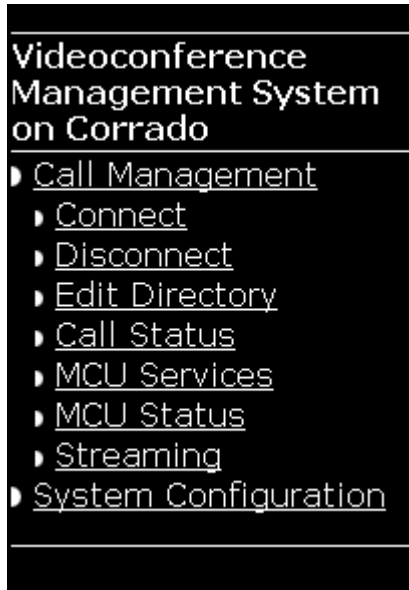 Videoconference
Management System
on Corrado
Call Management
Connect
Disconnect
Edit Directory
Call Status
MCU Services
MCU Status
Streaming
System Configuration